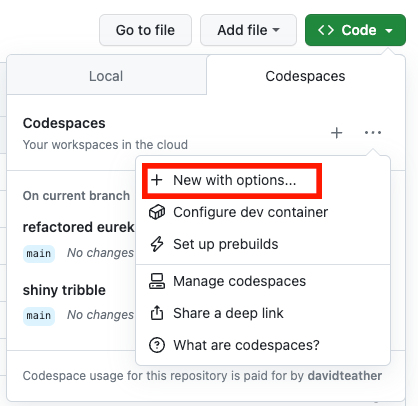 Go to file
Add file
<> Code
Local
Codespaces
Codespaces
Your workspaces in the cloud
New with options...
On current branch
Configure dev container
refactored eurek
Set up prebuilds
main
No changes
Manage codespaces
shiny tribble
Share a deep link
main
No changes
What are codespaces?
Codespace usage for this repository is paid for by davidteather